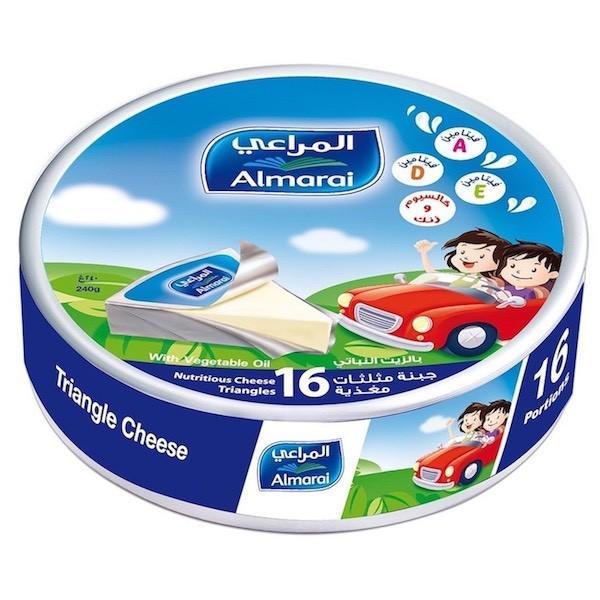 المراعي
Almarai
فيتامين
A
فيتامين
D
فيتامين
E
كالسيوم
و
زنك
٢٤٠غ
240g
المراعي
Almarai
With Vegetable Oil
بالزيت النباتي
Nutritious Cheese
Triangles
16
جبنة مثلثات
مغذية
Triangle Cheese
المراعي
Almarai
16
Portions